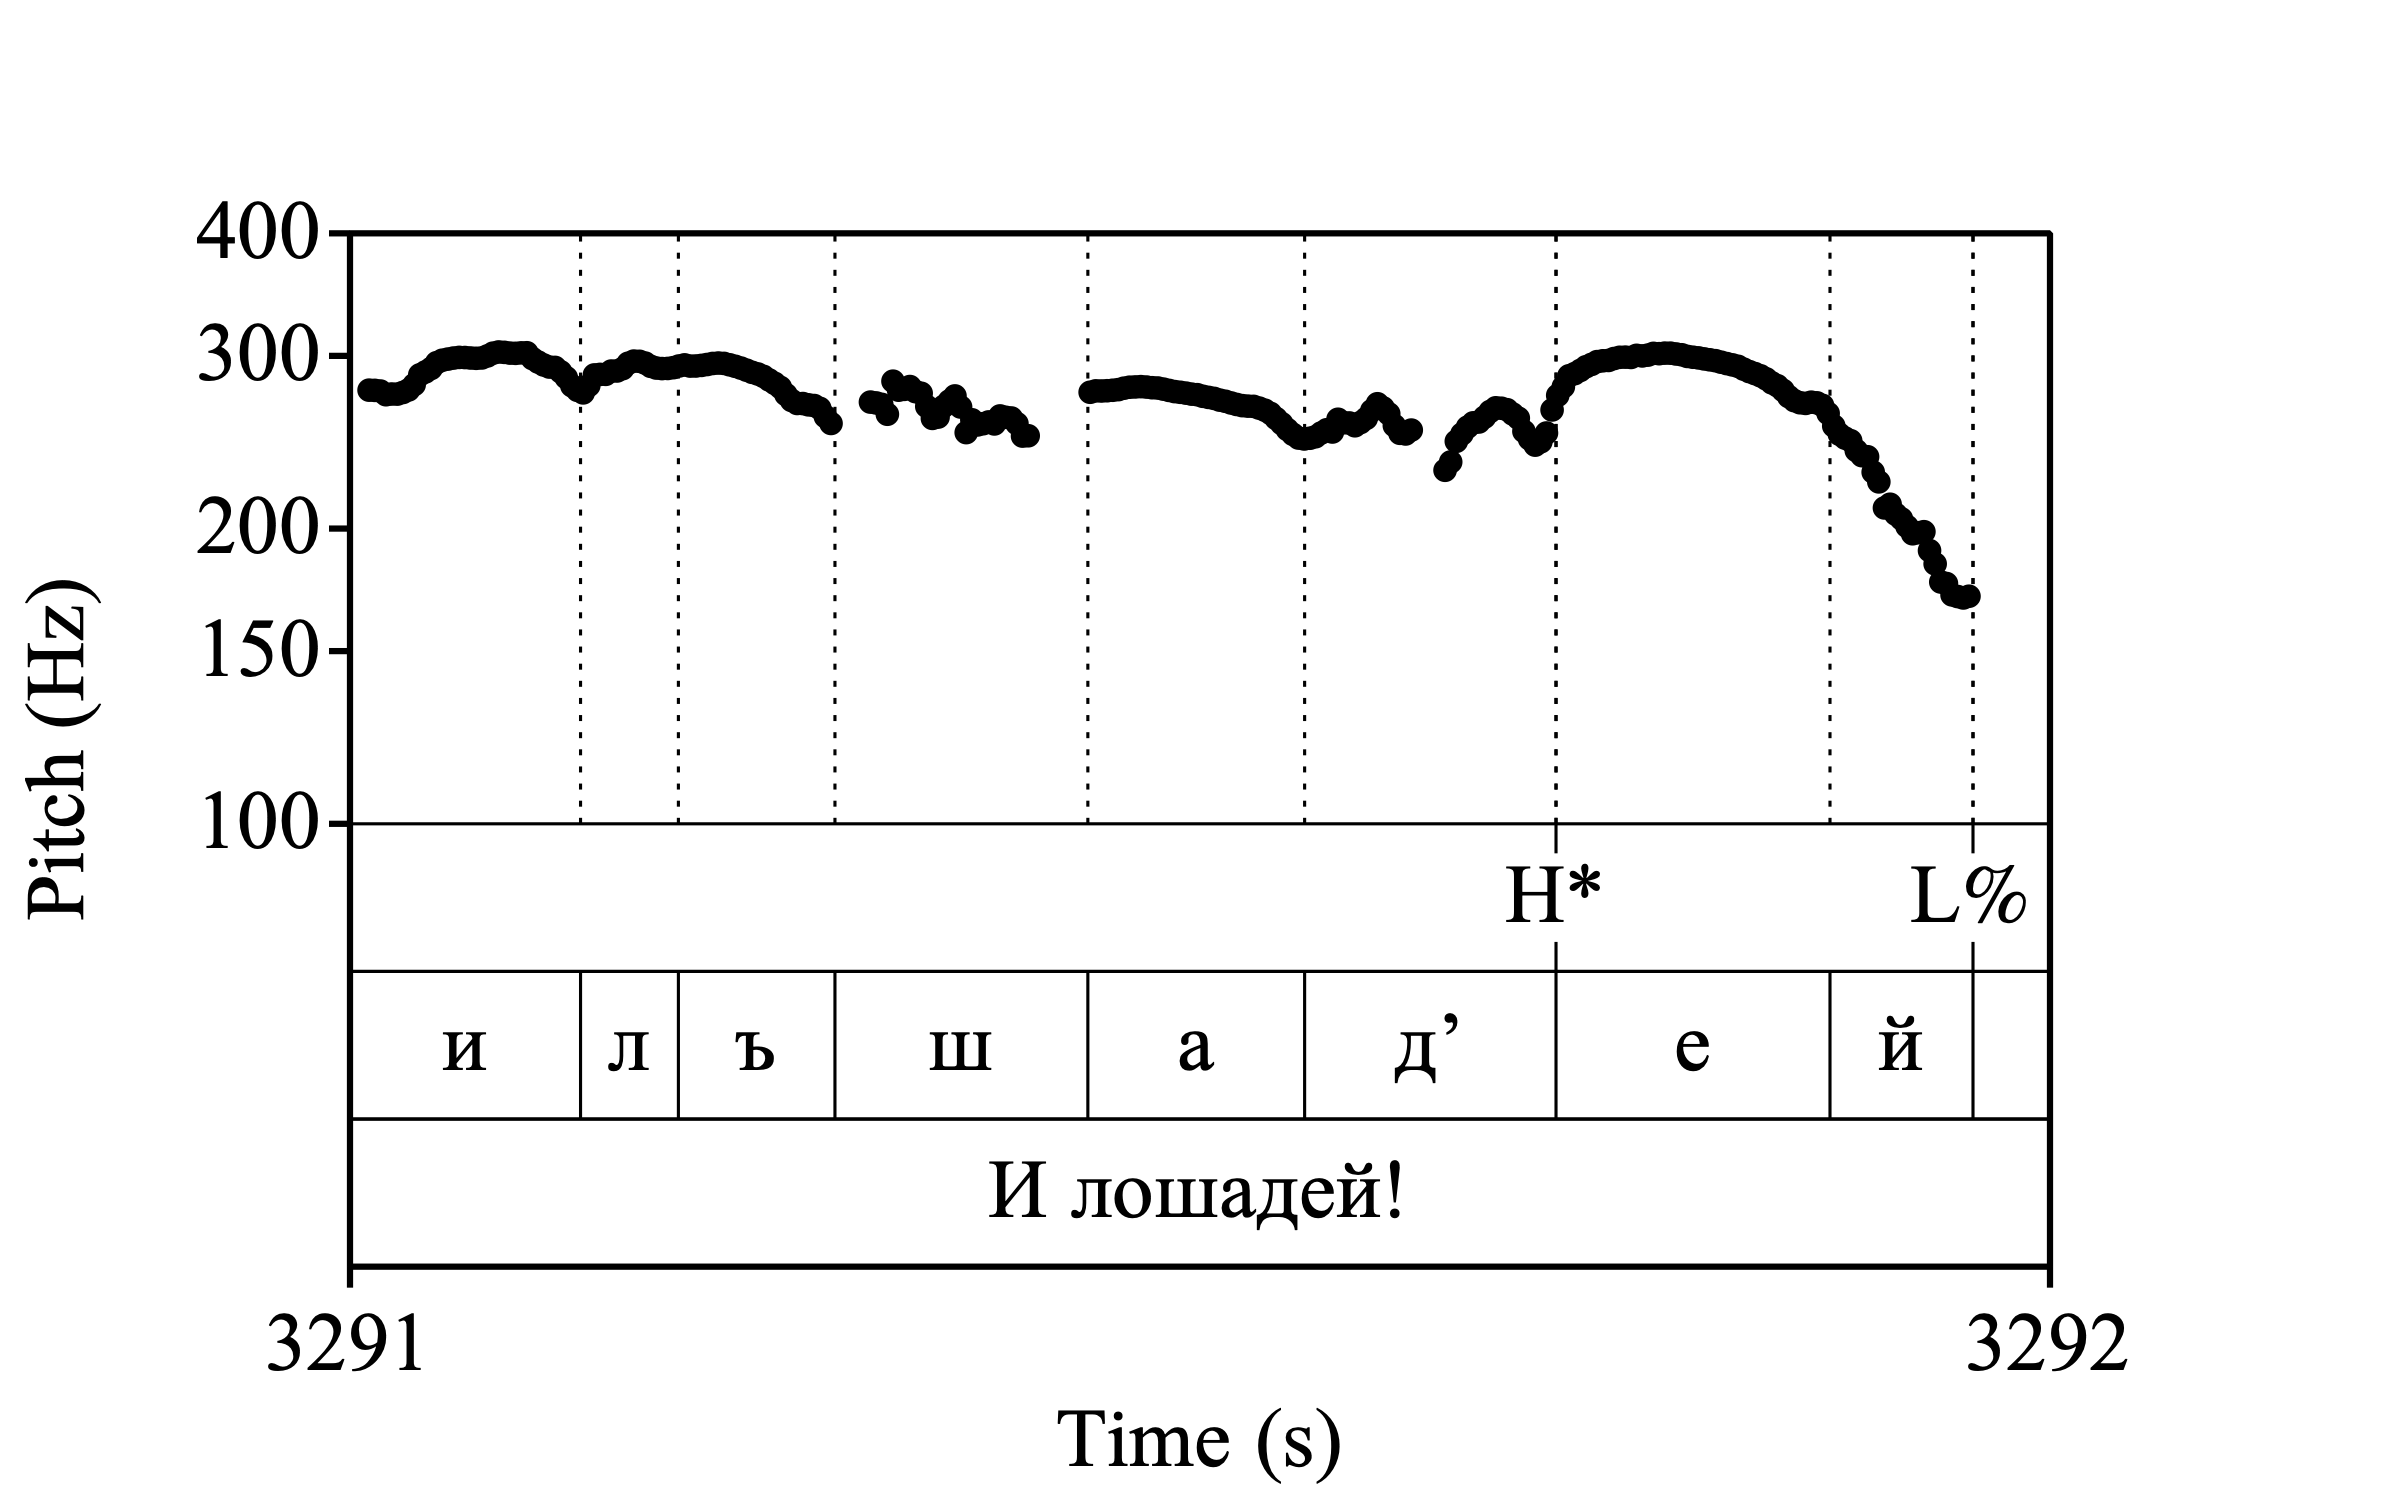 400
300
200
150
100
Pitch (Hz)
H* L%
и л ъ ш а д’ е й
И лошадей!
3291 3292
Time (s)